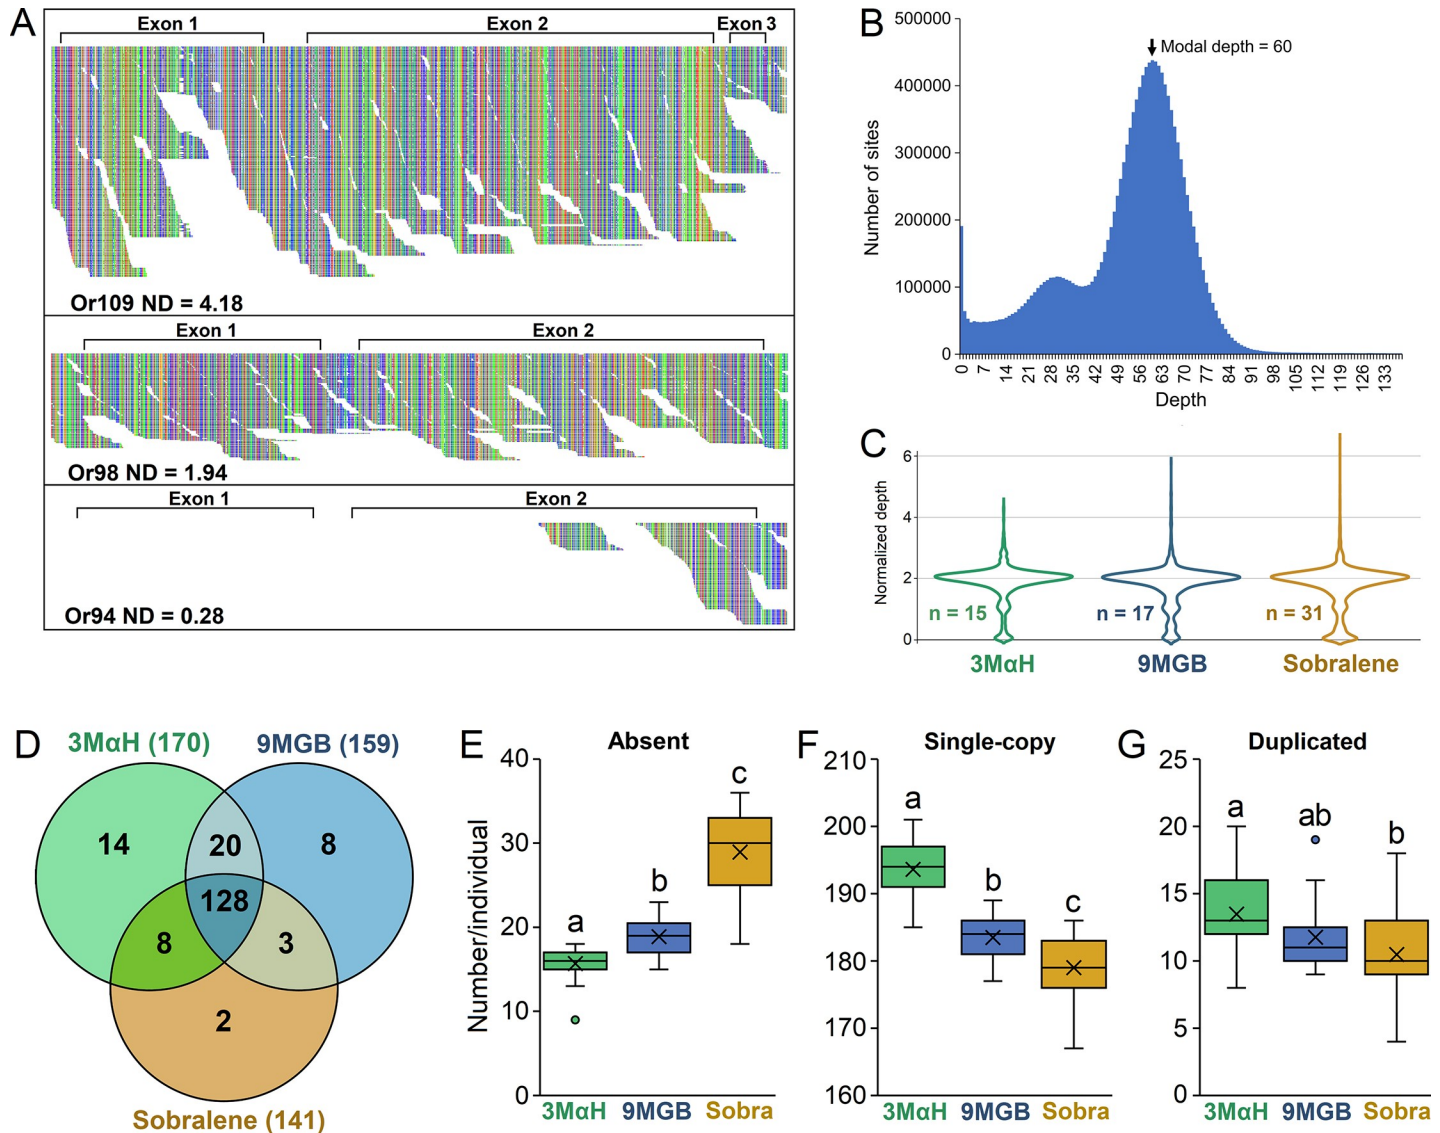 A
Exon 1 Exon 2 Exon 3
Or109 ND = 4.18
Exon 1 Exon 2
Or98 ND = 1.94
Exon 1 Exon 2
Or94 ND = 0.28
B
Modal depth = 60
Number of sites
500000
400000
300000
200000
100000
0
0 7 14 21 28 35 42 49 56 63 70 77 84 91 98 105 112 119 126 133
Depth
C
Normalized depth
6
4
2
0
n = 15 n = 17 n = 31
3MαH 9MGB Sobralene
D
3MαH (170) 9MGB (159)
14 20 8
128
8 3
2
Sobralene (141)
E
Absent
Number/individual
40
30
20
10
0
a b c
3MαH 9MGB Sobra
F
Single-copy
210
200
190
180
170
160
a b c
3MαH 9MGB Sobra
G
Duplicated
25
20
15
10
5
0
a ab b
3MαH 9MGB Sobra